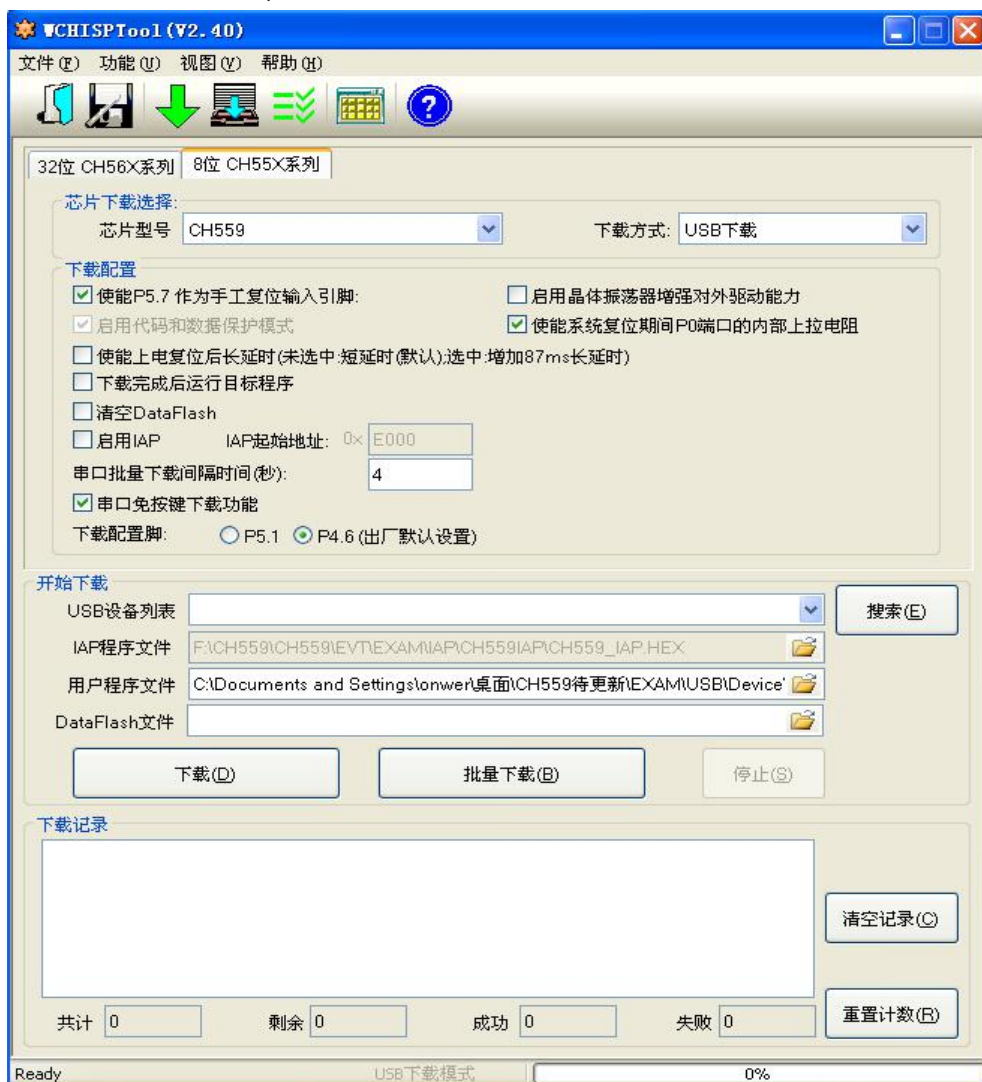 WCHISPTool(V2.40)
文件(F) 功能(U) 视图(V) 帮助(H)
32位 CH56X系列 8位 CH55X系列
芯片下载选择:
芯片型号 CH559 下载方式: USB下载
下载配置
使能P5.7 作为手工复位输入引脚: 启用晶体振荡器增强对外驱动能力
启用代码和数据保护模式 使能系统复位期间P0端口的内部上拉电阻
使能上电复位后长延时(未选中:短延时(默认);选中:增加87ms长延时)
下载完成后运行目标程序
清空DataFlash
启用IAP IAP起始地址: 0x E000
串口批量下载间隔时间(秒): 4
串口免按键下载功能
下载配置脚: P5.1 P4.6(出厂默认设置)
开始下载
USB设备列表 搜索(E)
IAP程序文件 F:\CH559\CH559\EVT\EXAM\IAP\CH559IAP\CH559_IAP.HEX
用户程序文件 C:\Documents and Settings\onwer\桌面\CH559待更新\EXAM\USB\Device\
DataFlash文件
下载(D) 批量下载(B) 停止(S)
下载记录
清空记录(C)
共计 0 剩余 0 成功 0 失败 0 重置计数(R)
Ready USB下载模式 0%